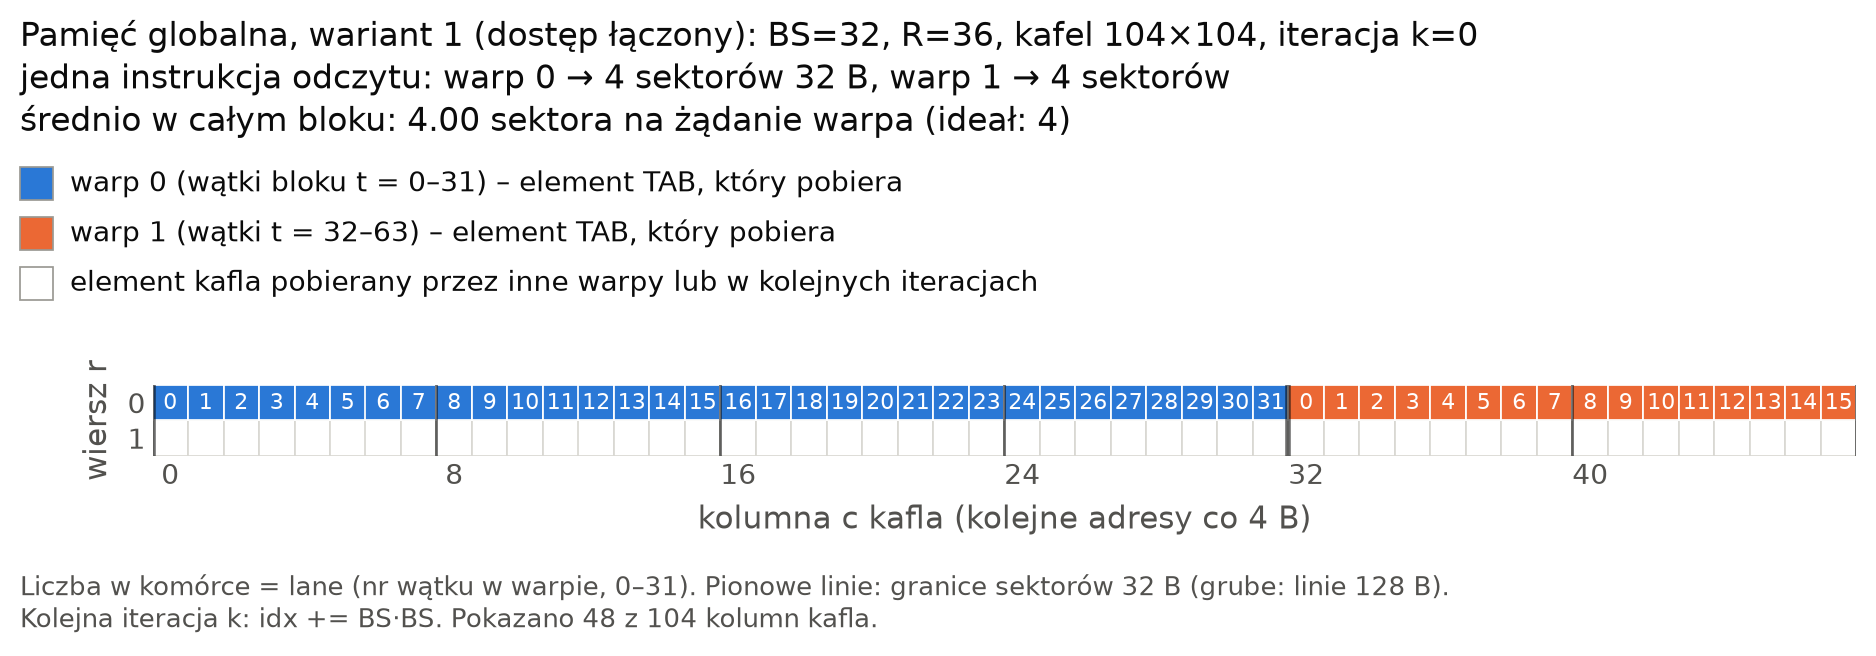 Pamięć globalna, wariant 1 (dostęp łączony): BS=32, R=36, kafel 104×104, iteracja k=0
jedna instrukcja odczytu: warp 0 → 4 sektorów 32 B, warp 1 → 4 sektorów
średnio w całym bloku: 4.00 sektora na żądanie warpa (ideał: 4)
warp 0 (wątki bloku t = 0–31) – element TAB, który pobiera
warp 1 (wątki t = 32–63) – element TAB, który pobiera
element kafla pobierany przez inne warpy lub w kolejnych iteracjach
wiersz r
0 0 1 2 3 4 5 6 7 8 9 10 11 12 13 14 15 16 17 18 19 20 21 22 23 24 25 26 27 28 29 30 31 0 1 2 3 4 5 6 7 8 9 10 11 12 13 14 15
1
0 8 16 24 32 40
kolumna c kafla (kolejne adresy co 4 B)
Liczba w komórce = lane (nr wątku w warpie, 0–31). Pionowe linie: granice sektorów 32 B (grube: linie 128 B).
Kolejna iteracja k: idx += BS·BS. Pokazano 48 z 104 kolumn kafla.